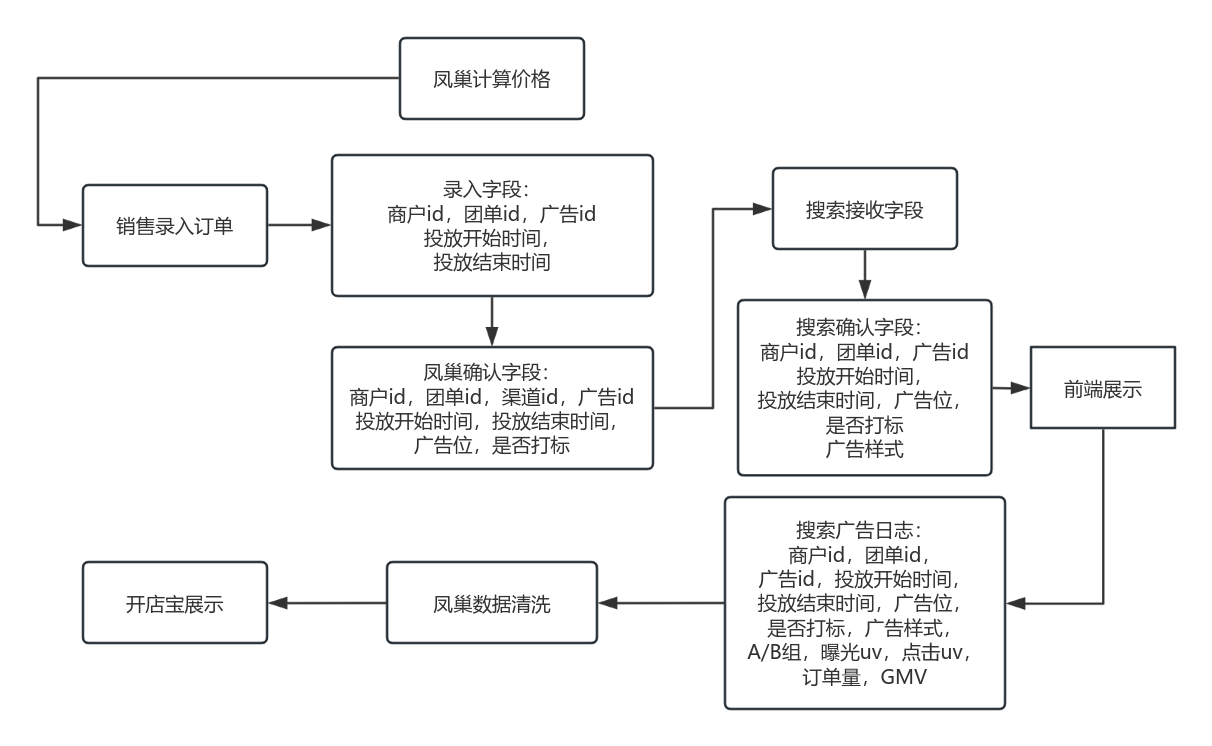 凤巢计算价格
销售录入订单
录入字段：
商户id，团单id，广告id
投放开始时间，
投放结束时间
凤巢确认字段：
商户id，团单id，渠道id，广告id
投放开始时间，投放结束时间，
广告位，是否打标
搜索接收字段
搜索确认字段：
商户id，团单id，广告id
投放开始时间，
投放结束时间，广告位，
是否打标
广告样式
前端展示
搜索广告日志：
商户id，团单id，
广告id，投放开始时间，
投放结束时间，广告位，
是否打标，广告样式，
A/B组，曝光uv，点击uv，
订单量，GMV
凤巢数据清洗
开店宝展示